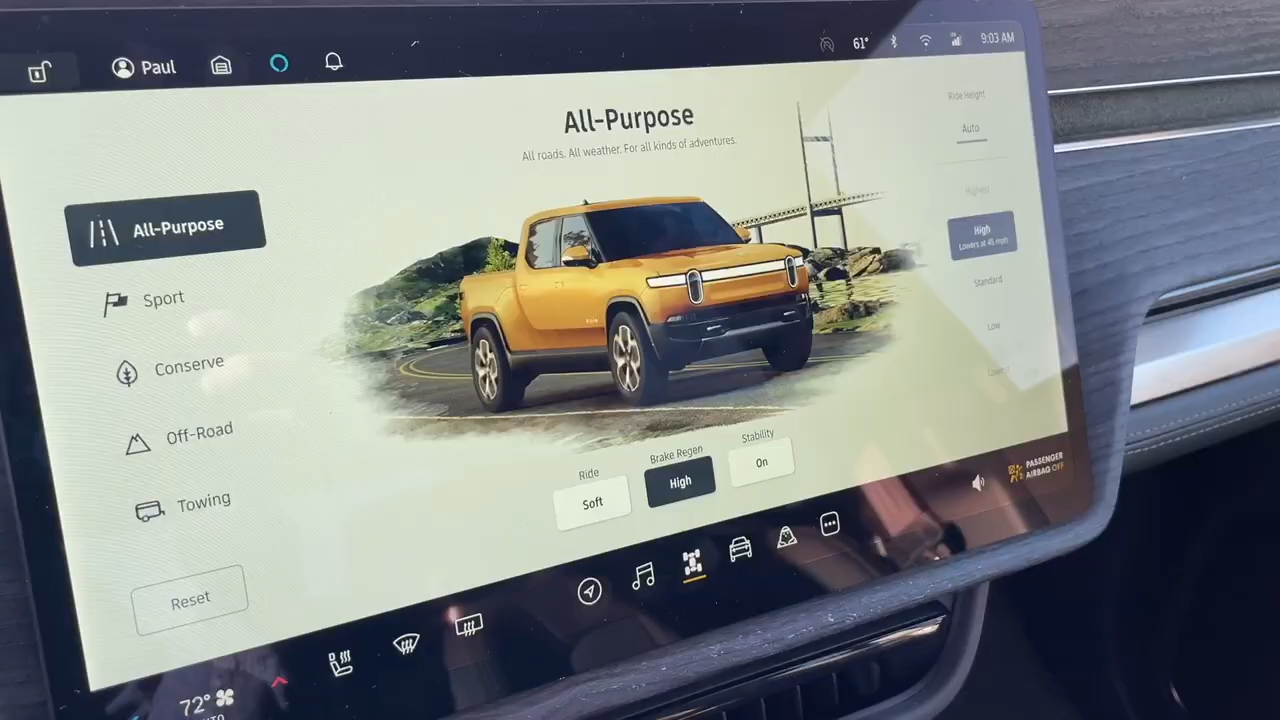 Paul
61°
9:03 AM
All-Purpose
All roads. All weather. For all kinds of adventures.
All-Purpose
Sport
Conserve
Off-Road
Towing
Reset
Ride Height
Auto
Highest
High
Lowers at 45 mph
Standard
Low
Lowest
Ride
Soft
Brake Regen
High
Stability
On
PASSENGER
AIRBAG OFF
72°